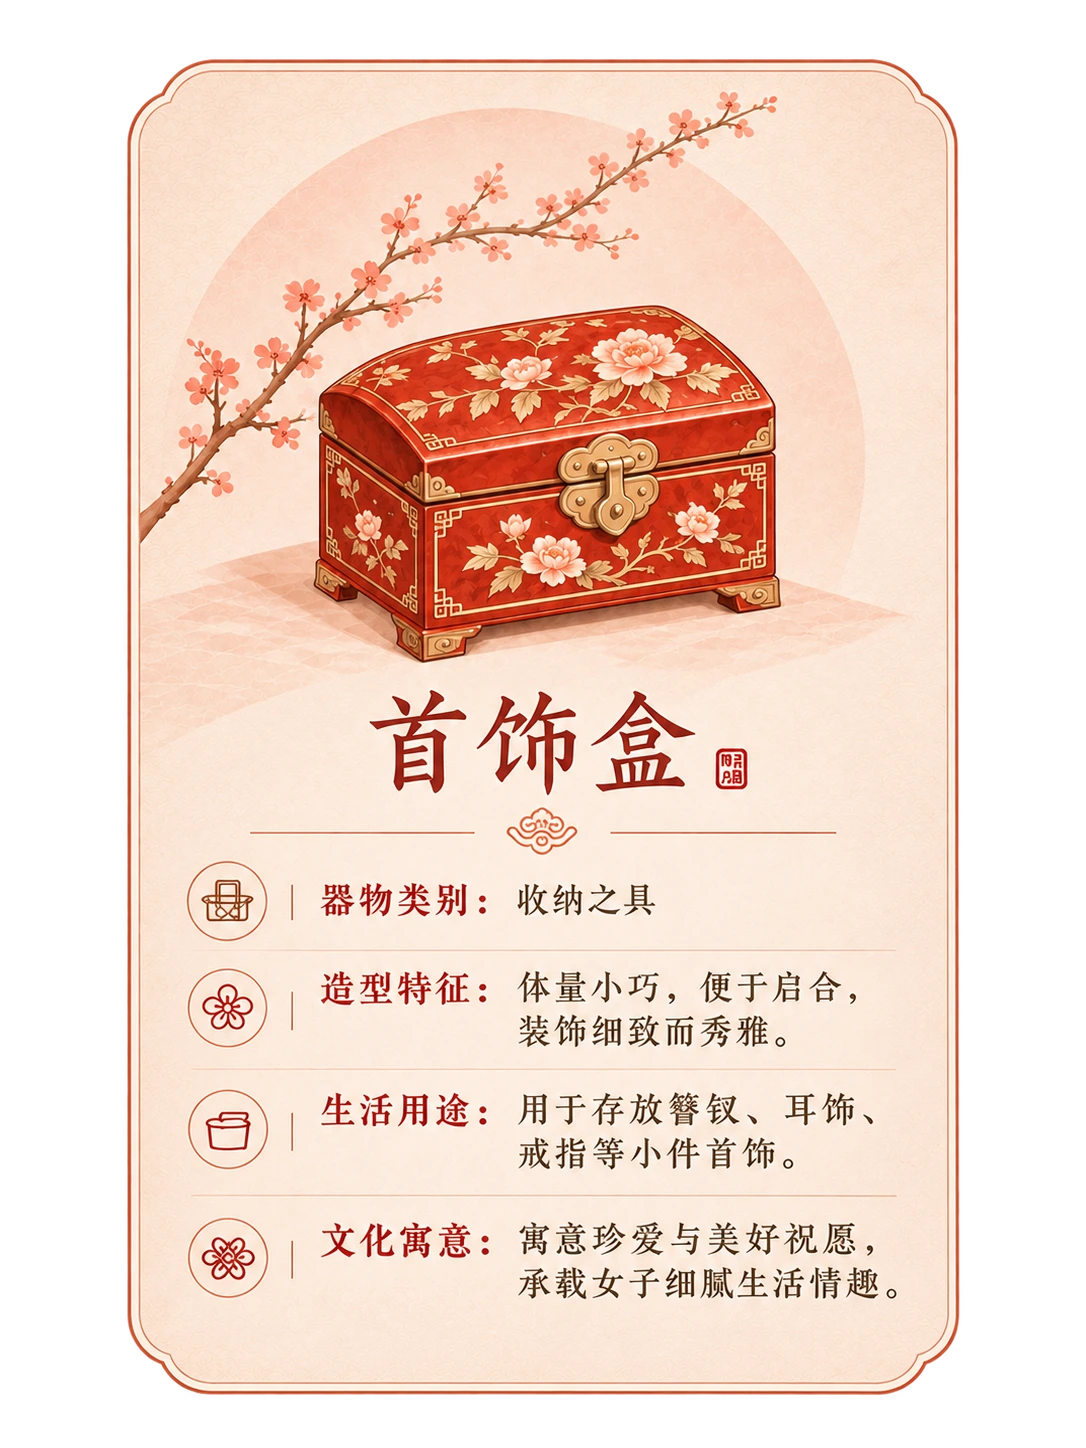 首饰盒
器物类别：收纳之具
造型特征：体量小巧，便于启合，
装饰细致而秀雅。
生活用途：用于存放簪钗、耳饰、
戒指等小件首饰。
文化寓意：寓意珍爱与美好祝愿，
承载女子细腻生活情趣。